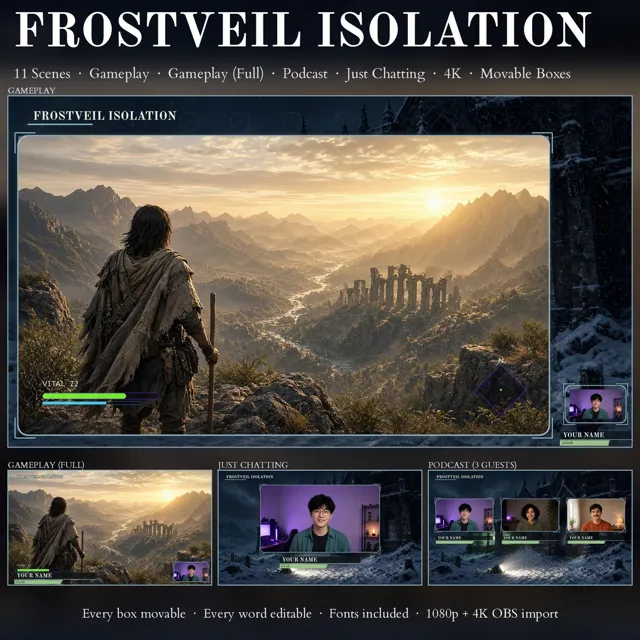 FROSTVEIL ISOLATION
11 Scenes · Gameplay · Gameplay (Full) · Podcast · Just Chatting · 4K · Movable Boxes
GAMEPLAY
FROSTVEIL ISOLATION
VITAL 72
YOUR NAME
GAMEPLAY (FULL)
JUST CHATTING
PODCAST (3 GUESTS)
FROSTVEIL ISOLATION
FROSTVEIL ISOLATION
YOUR NAME
YOUR NAME
YOUR NAME
YOUR NAME
YOUR NAME
Every box movable · Every word editable · Fonts included · 1080p + 4K OBS import